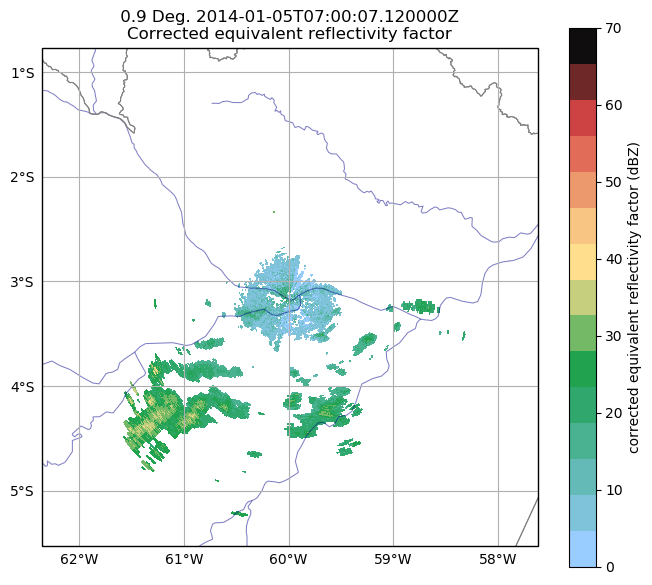 0.9 Deg. 2014-01-05T07:00:07.120000Z
Corrected equivalent reflectivity factor
1°S
2°S
3°S
4°S
5°S
62°W
61°W
60°W
59°W
58°W
70
60
50
40
30
20
10
0
corrected equivalent reflectivity factor (dBZ)